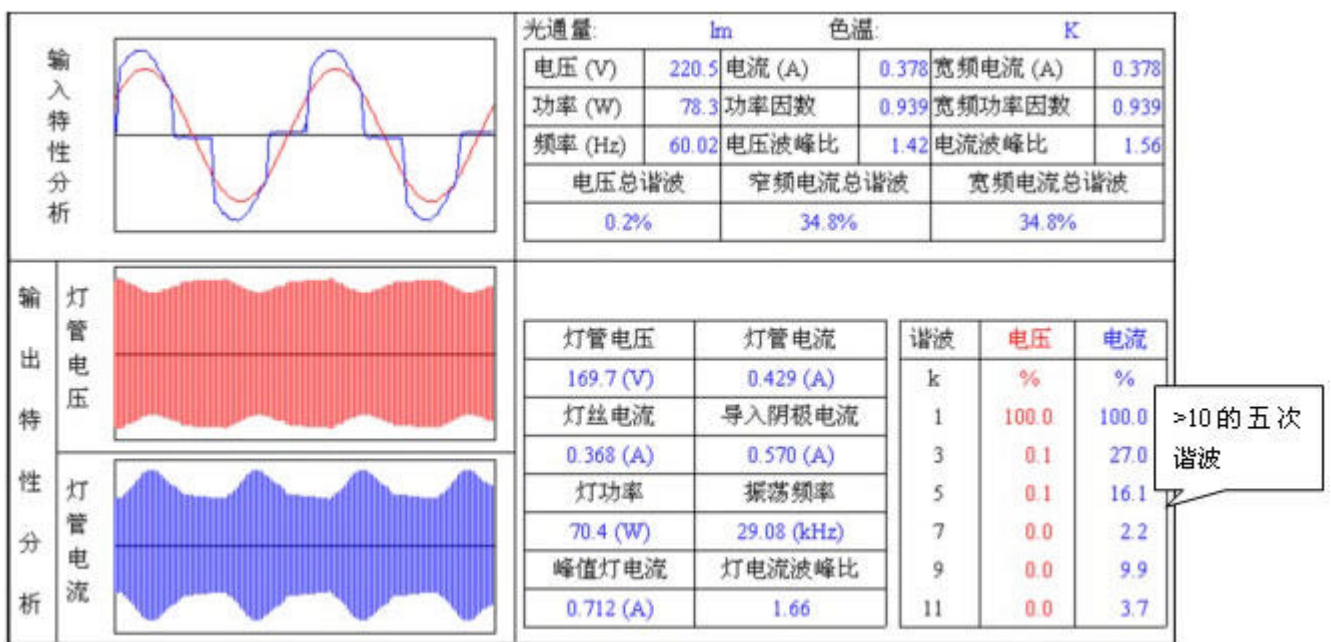 输入特性分析
光通量: lm 色温: K
电压 (V) 220.5 电流 (A) 0.378 宽频电流 (A) 0.378
功率 (W) 78.3 功率因数 0.939 宽频功率因数 0.939
频率 (Hz) 60.02 电压波峰比 1.42 电流波峰比 1.56
电压总谐波 窄频电流总谐波 宽频电流总谐波
0.2% 34.8% 34.8%
输出特性分析
灯管电压
灯管电流
灯管电压 灯管电流
169.7 (V) 0.429 (A)
灯丝电流 导入阴极电流
0.368 (A) 0.570 (A)
灯功率 振荡频率
70.4 (W) 29.08 (kHz)
峰值灯电流 灯电流波峰比
0.712 (A) 1.66
谐波 电压 电流
k % %
1 100.0 100.0
3 0.1 27.0
5 0.1 16.1
7 0.0 2.2
9 0.0 9.9
11 0.0 3.7
>10的五次
谐波